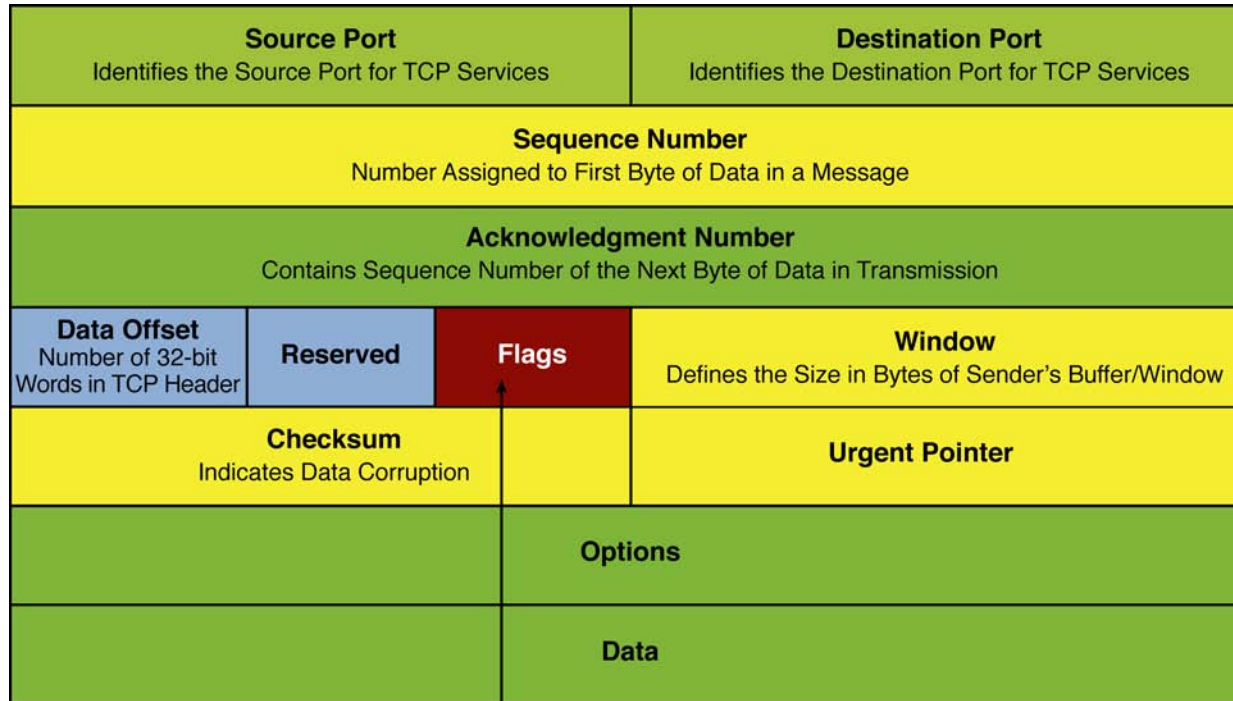 Source Port
Identifies the Source Port for TCP Services
Destination Port
Identifies the Destination Port for TCP Services
Sequence Number
Number Assigned to First Byte of Data in a Message
Acknowledgment Number
Contains Sequence Number of the Next Byte of Data in Transmission
Data Offset
Number of 32-bit
Words in TCP Header
Reserved
Flags
Window
Defines the Size in Bytes of Sender's Buffer/Window
Checksum
Indicates Data Corruption
Urgent Pointer
Options
Data